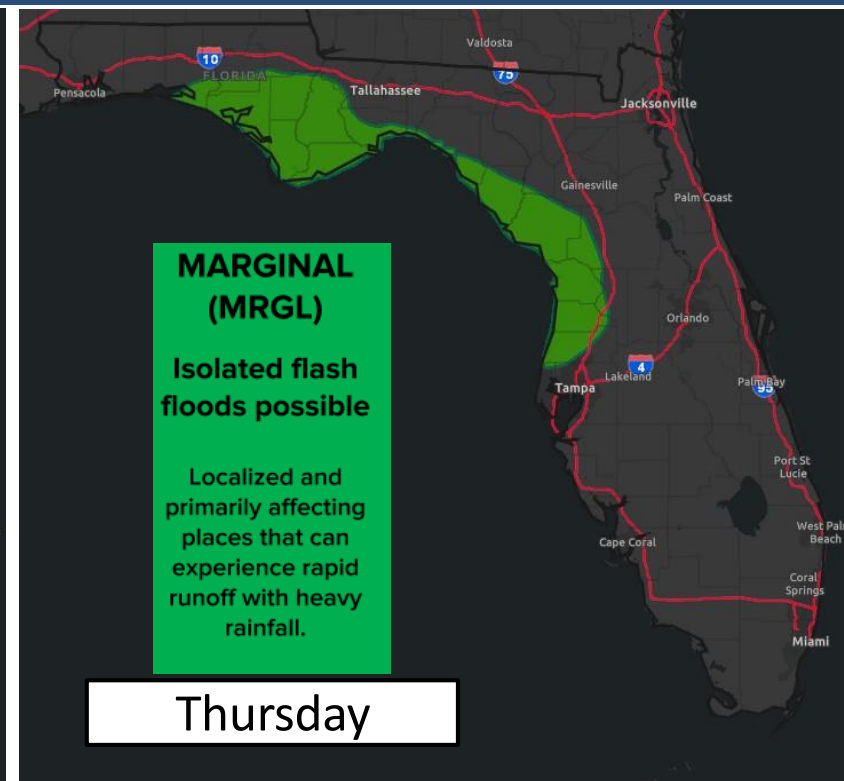 Valdosta
10
FLORIDA
75
Pensacola
Tallahassee
Jacksonville
Gainesville
Palm Coast
MARGINAL
(MRGL)
Isolated flash
floods possible
Localized and
primarily affecting
places that can
experience rapid
runoff with heavy
rainfall.
Orlando
4
Lakeland
Palm Bay
95
Tampa
Port St
Lucie
West Palm
Beach
Cape Coral
Coral
Springs
Miami
Thursday